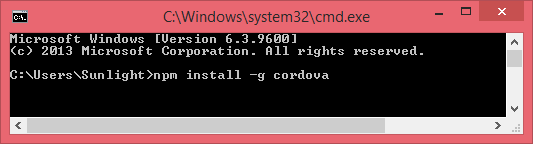 C:\Windows\system32\cmd.exe
Microsoft Windows [Version 6.3.9600]
(c) 2013 Microsoft Corporation. All rights reserved.
C:\Users\Sunlight>npm install -g cordova